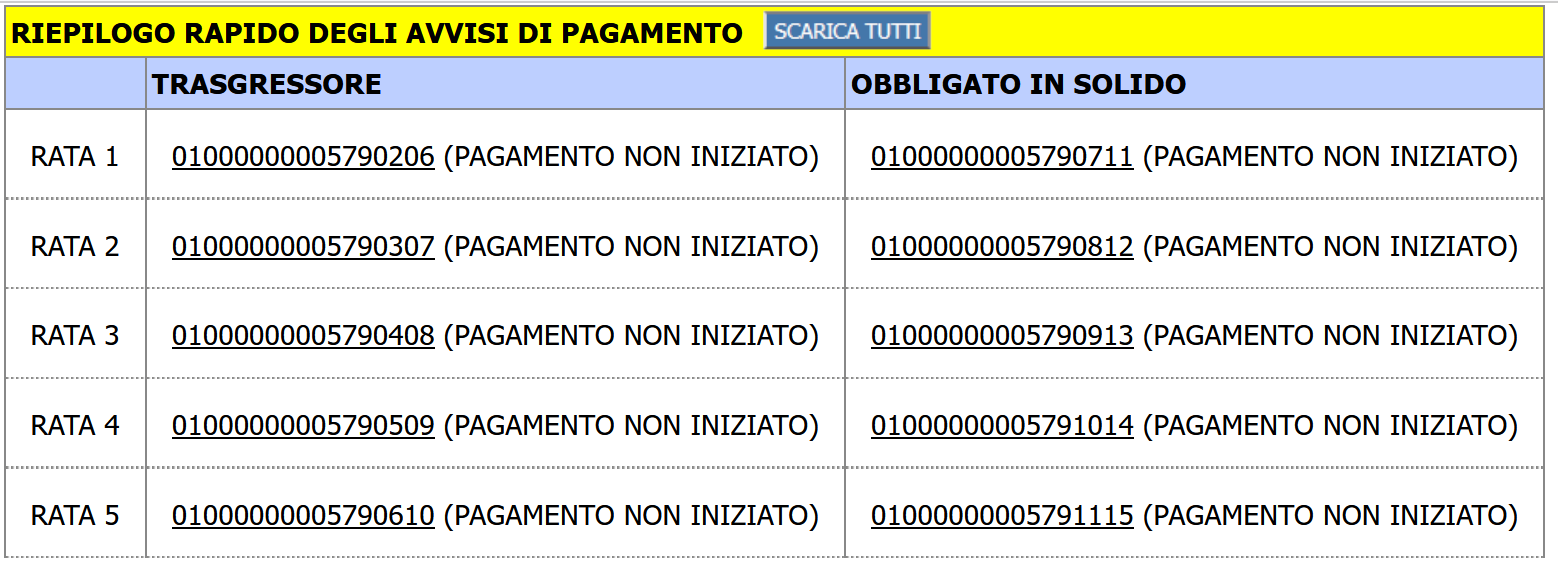 RIEPILOGO RAPIDO DEGLI AVVISI DI PAGAMENTO SCARICA TUTTI
TRASGRESSORE OBBLIGATO IN SOLIDO
RATA 1 01000000005790206 (PAGAMENTO NON INIZIATO) 01000000005790711 (PAGAMENTO NON INIZIATO)
RATA 2 01000000005790307 (PAGAMENTO NON INIZIATO) 01000000005790812 (PAGAMENTO NON INIZIATO)
RATA 3 01000000005790408 (PAGAMENTO NON INIZIATO) 01000000005790913 (PAGAMENTO NON INIZIATO)
RATA 4 01000000005790509 (PAGAMENTO NON INIZIATO) 01000000005791014 (PAGAMENTO NON INIZIATO)
RATA 5 01000000005790610 (PAGAMENTO NON INIZIATO) 01000000005791115 (PAGAMENTO NON INIZIATO)